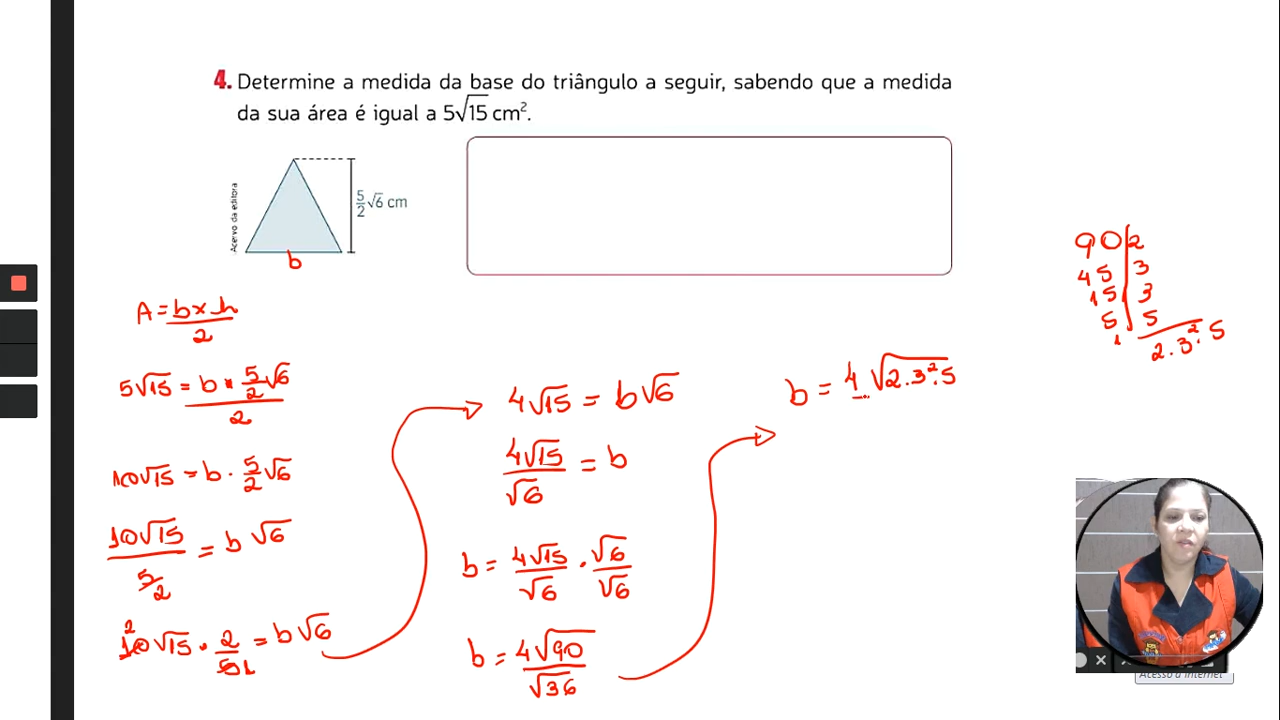 4. Determine a medida da base do triângulo a seguir, sabendo que a medida
da sua área é igual a 5√15 cm².
Acervo da editora
5/2 √6 cm
b
A = b × h / 2
5√15 = b × 5/2 √6 / 2
10√15 = b · 5/2 √6
10√15 / 5/2 = b √6
10√15 · 2/5 = b√6
2
1
4√15 = b√6
4√15 / √6 = b
b = 4√15 / √6 · √6 / √6
b = 4√90 / √36
b = 4 √2.3².5
90 | 2
45 | 3
15 | 3
5 | 5
1
2.3².5
Acesso à Internet